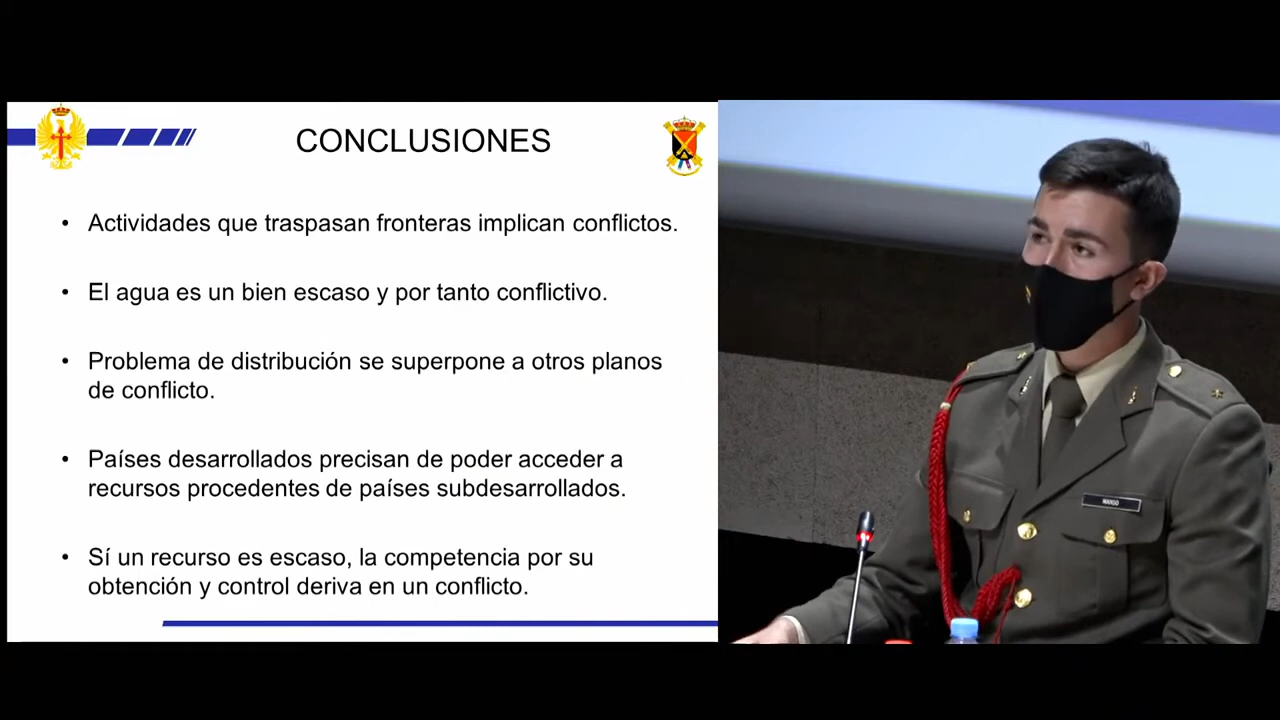 CONCLUSIONES
• Actividades que traspasan fronteras implican conflictos.
• El agua es un bien escaso y por tanto conflictivo.
• Problema de distribución se superpone a otros planos
de conflicto.
• Países desarrollados precisan de poder acceder a
recursos procedentes de países subdesarrollados.
• Sí un recurso es escaso, la competencia por su
obtención y control deriva en un conflicto.